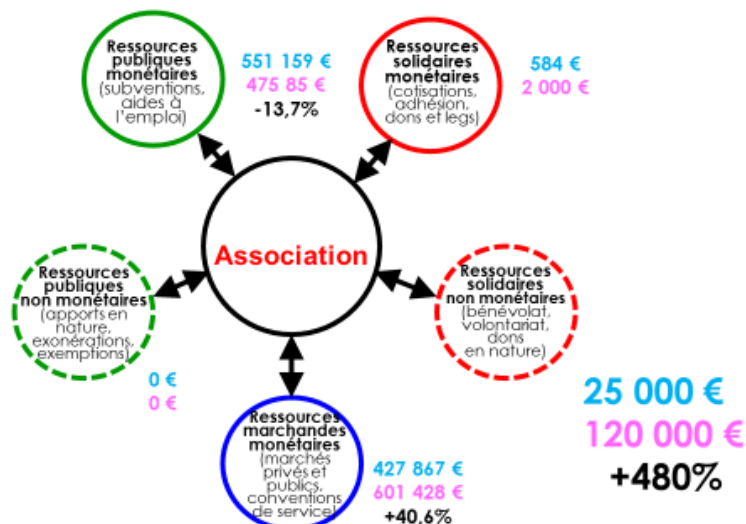 Ressources
publiques
monétaires
(subventions,
aides à
l'emploi)
551 159 €
475 85 €
-13,7%
Ressources
solidaires
monétaires
(cotisations,
adhésion,
dons et legs)
584 €
2 000 €
Association
Ressources
publiques
non monétaires
(apports en
nature,
exonérations,
exemptions)
0 €
0 €
Ressources
solidaires
non monétaires
(bénévolat,
volontariat,
dons
en nature)
25 000 €
120 000 €
+480%
Ressources
marchandes
monétaires
(marchés
privés et
publics,
conventions
de service)
427 867 €
601 428 €
+40,6%